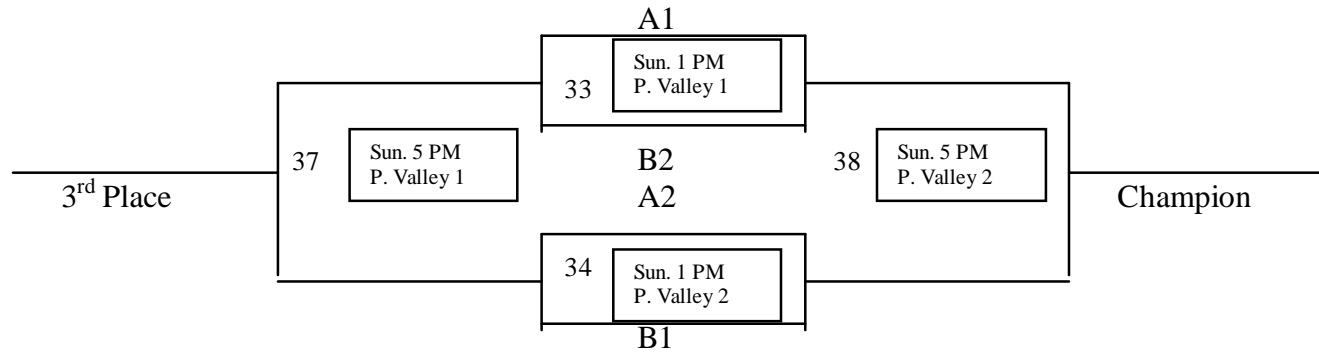 A1
33
Sun. 1 PM
P. Valley 1
37
Sun. 5 PM
P. Valley 1
B2
A2
38
Sun. 5 PM
P. Valley 2
3rd Place
Champion
34
Sun. 1 PM
P. Valley 2
B1